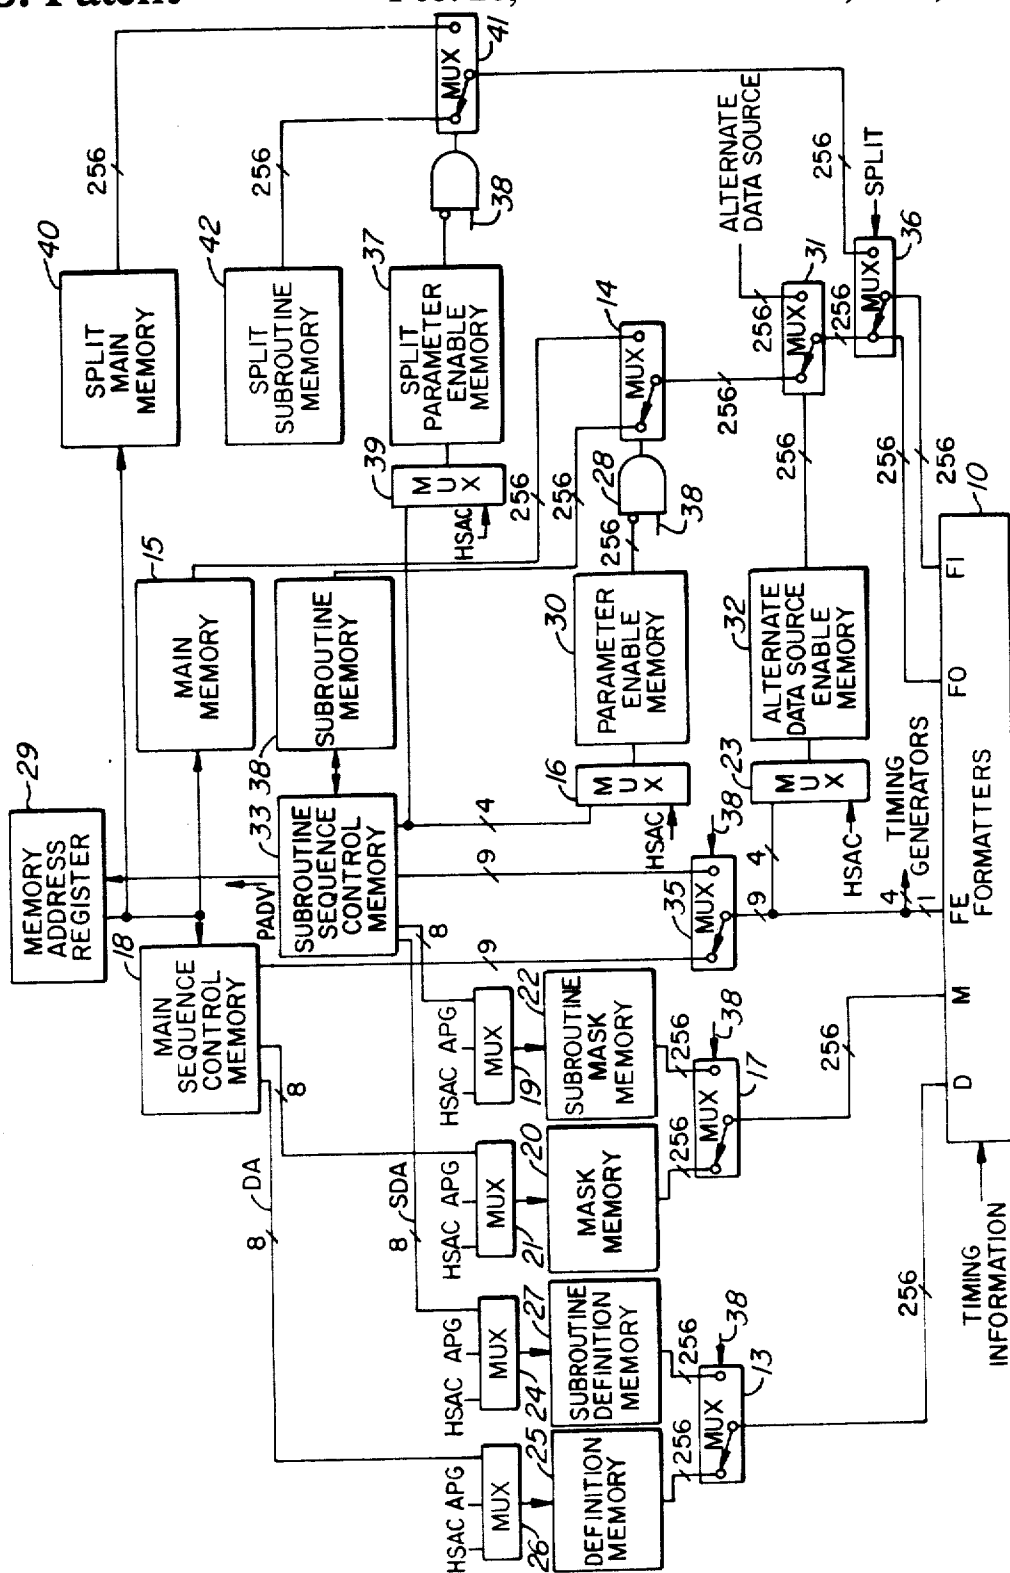 S. Patent
40
SPLIT
MAIN
MEMORY
256
42
SPLIT
SUBROUTINE
MEMORY
256
37
SPLIT
PARAMETER
ENABLE
MEMORY
39
MUX
HSAC
38
MUX
41
256
29
MEMORY
ADDRESS
REGISTER
15
MAIN
MEMORY
256
38
SUBROUTINE
MEMORY
256
33
SUBROUTINE
SEQUENCE
CONTROL
MEMORY
PADV
4
9
8
18
MAIN
SEQUENCE
CONTROL
MEMORY
9
8
DA
8
SDA
8
16
MUX
HSAC
30
PARAMETER
ENABLE
MEMORY
256
28
38
14
MUX
256
ALTERNATE
DATA SOURCE
256
31
MUX
256
SPLIT
36
MUX
256
256
23
MUX
HSAC
32
ALTERNATE
DATA SOURCE
ENABLE
MEMORY
256
35
MUX
38
9
4
4
TIMING
GENERATORS
1
HSAC APG
MUX
19
22
SUBROUTINE
MASK
MEMORY
256
HSAC APG
MUX
21
20
MASK
MEMORY
256
38
MUX
17
256
HSAC APG
MUX
24
27
SUBROUTINE
DEFINITION
MEMORY
256
HSAC APG
MUX
26
25
DEFINITION
MEMORY
256
38
MUX
13
256
10
D
M
FE
FO
FI
FORMATTERS
TIMING
INFORMATION